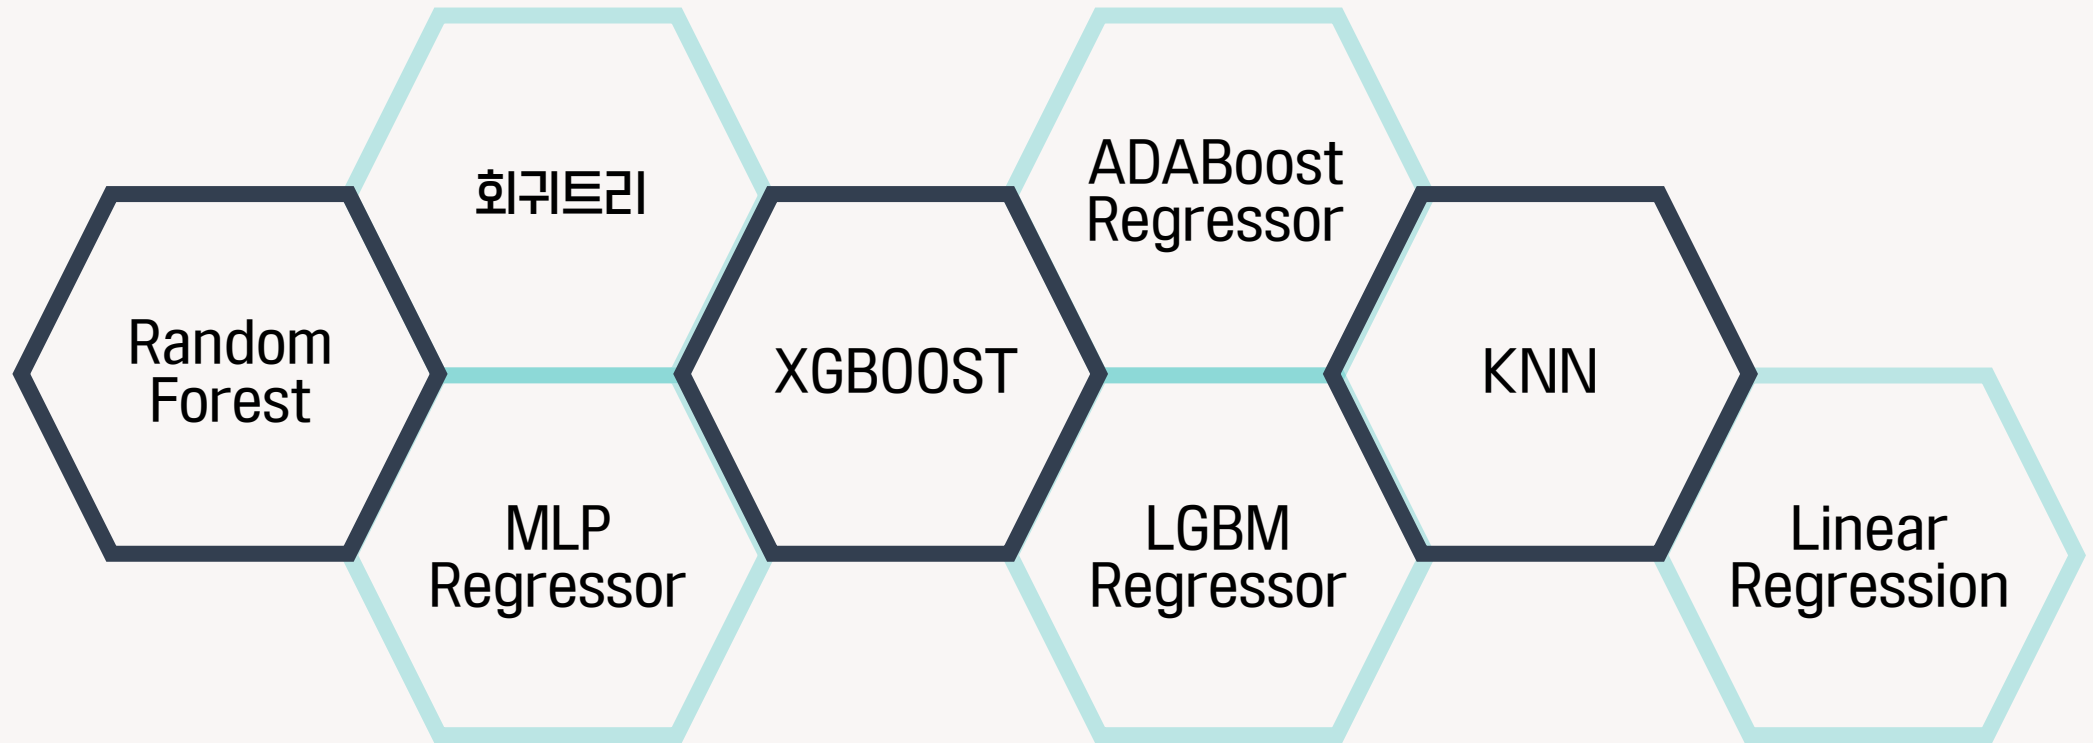 Random
Forest
회귀트리
MLP
Regressor
XGBOOST
ADABoost
Regressor
LGBM
Regressor
KNN
Linear
Regression